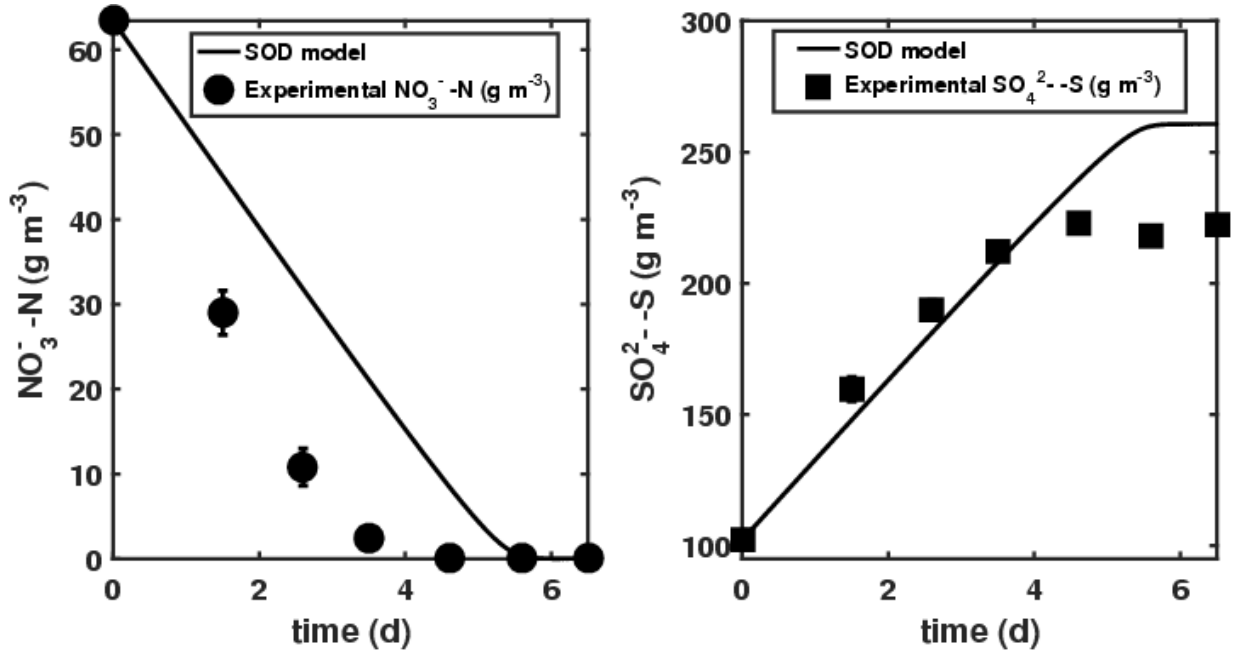 SOD model
Experimental NO₃⁻ -N (g m⁻³)
60
50
40
30
20
10
0
NO₃⁻ -N (g m⁻³)
0 2 4 6
time (d)
SOD model
Experimental SO₄²- -S (g m⁻³)
300
250
200
150
100
SO₄²- -S (g m⁻³)
0 2 4 6
time (d)